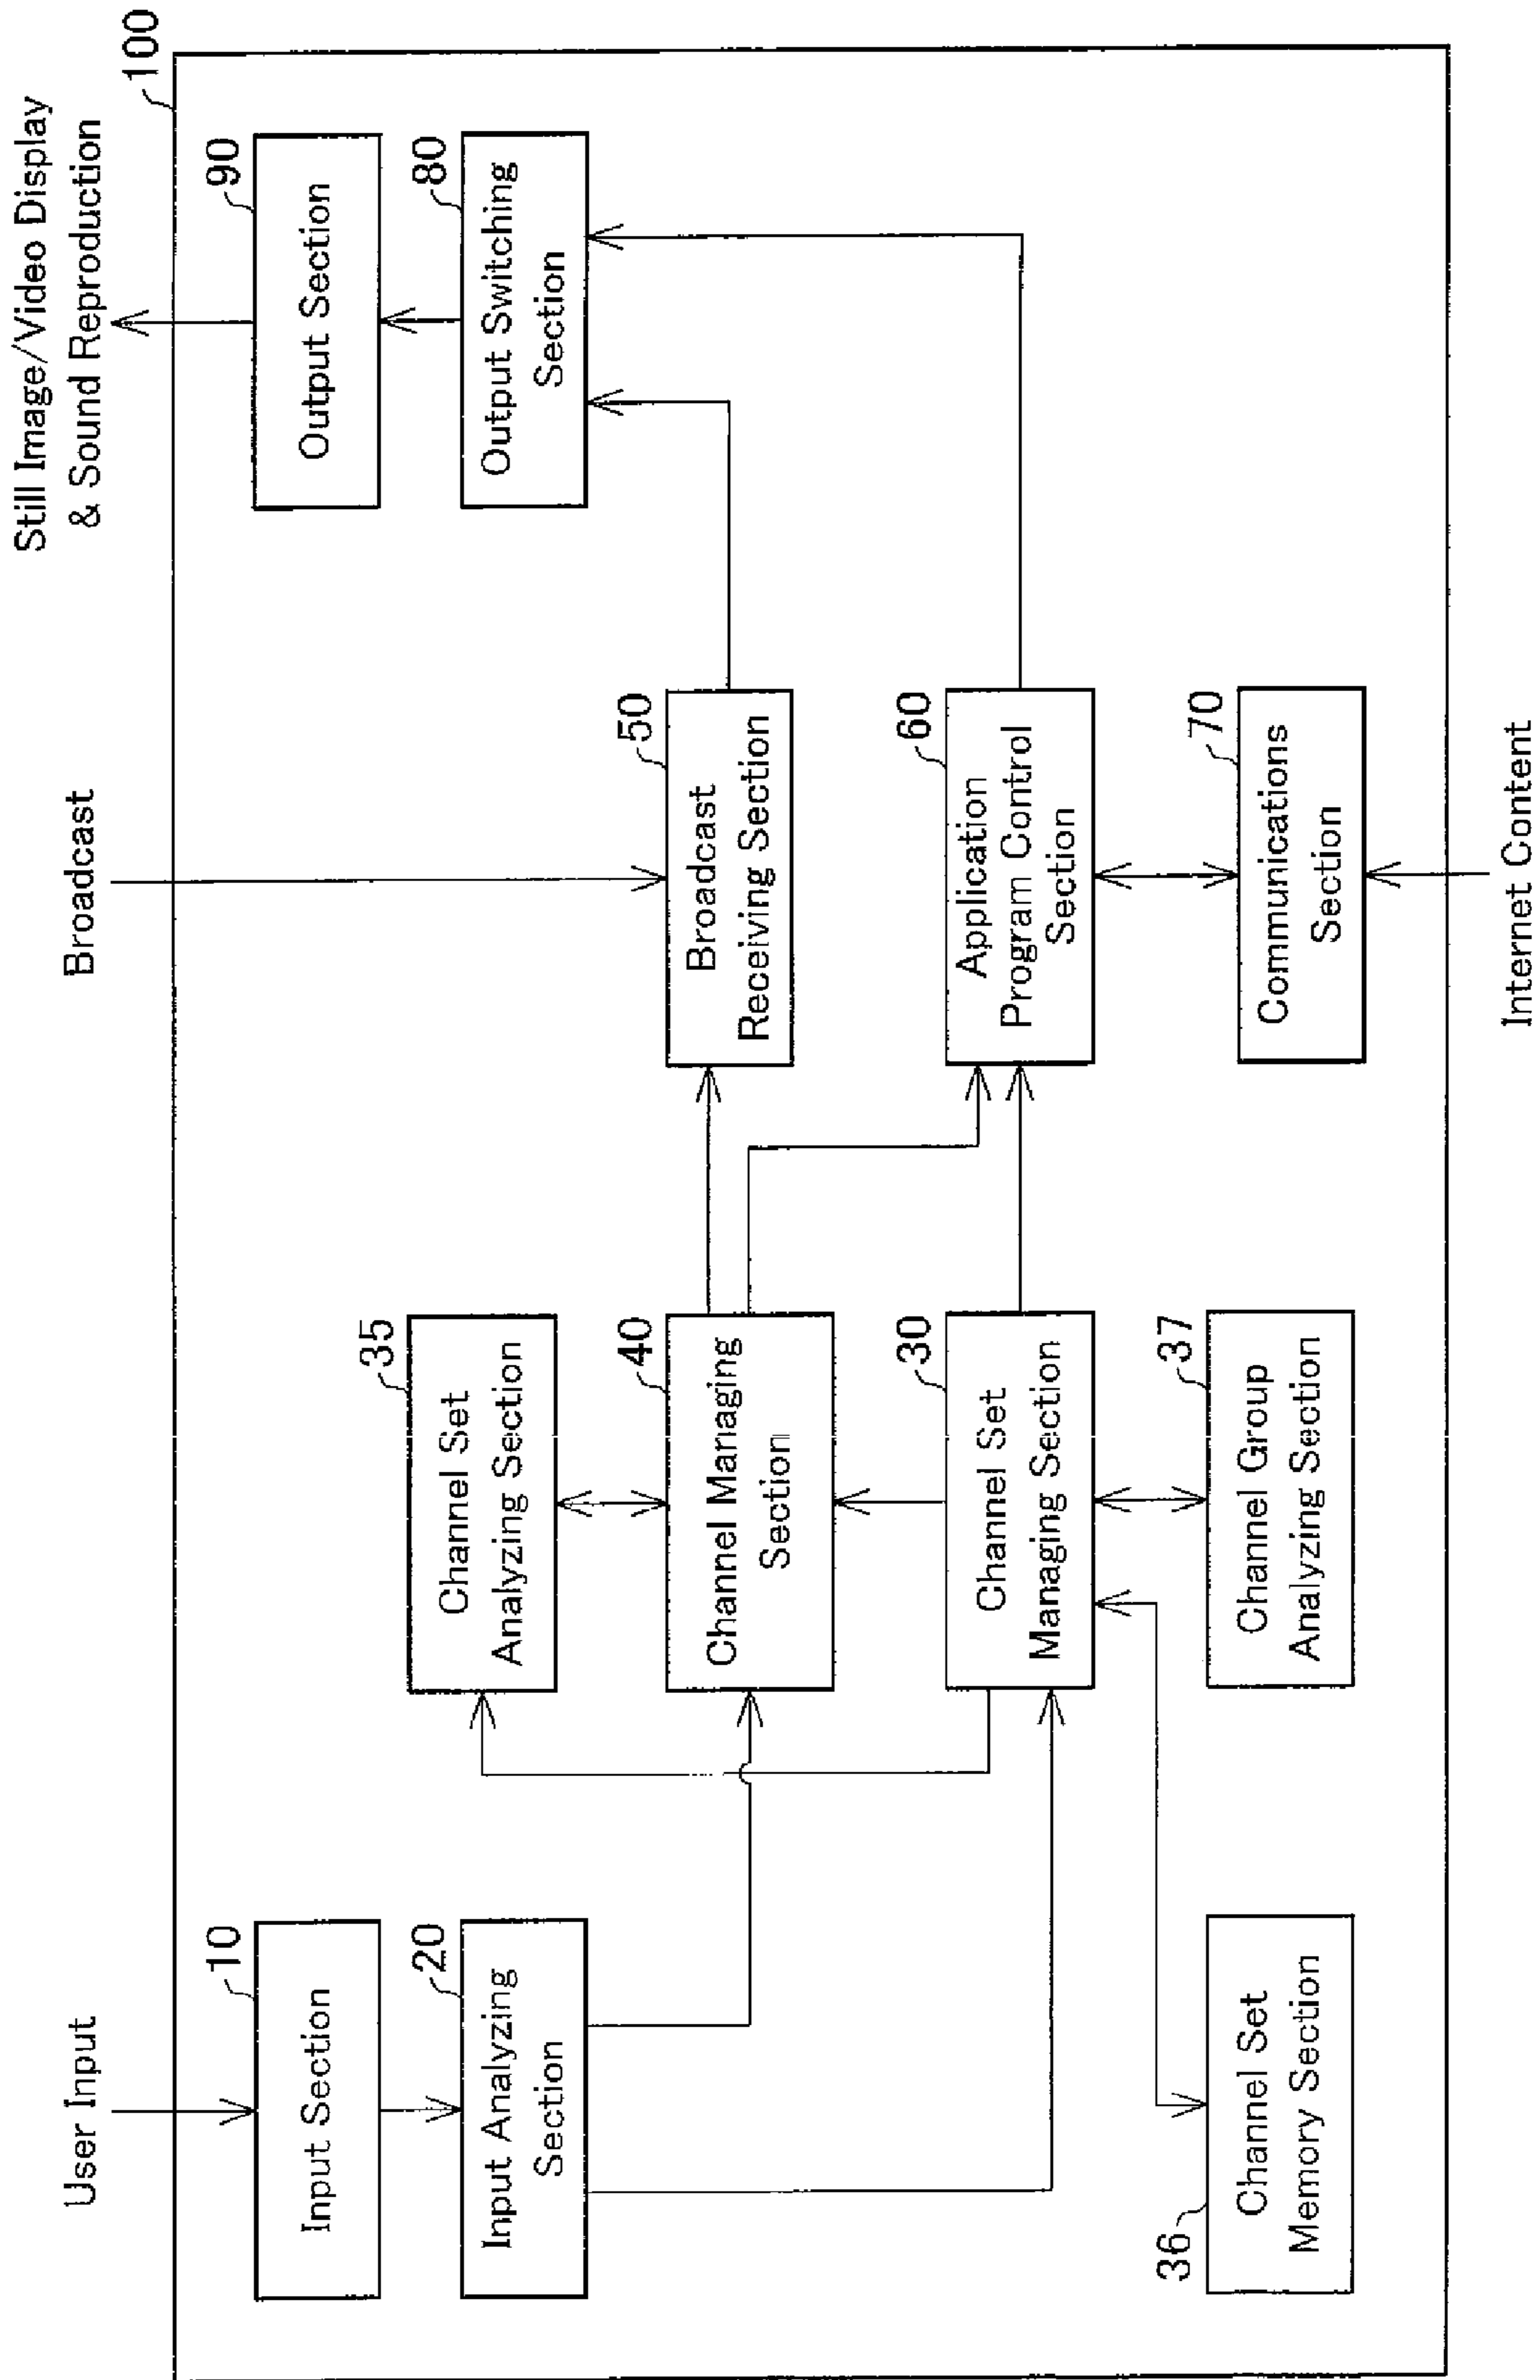 User Input
Broadcast
Still Image/Video Display
& Sound Reproduction
100
10
Input Section
20
Input Analyzing
Section
35
Channel Set
Analyzing Section
40
Channel Managing
Section
30
Channel Set
Managing Section
36
Channel Set
Memory Section
37
Channel Group
Analyzing Section
50
Broadcast
Receiving Section
60
Application
Program Control
Section
70
Communications
Section
90
Output Section
80
Output Switching
Section
Internet Content